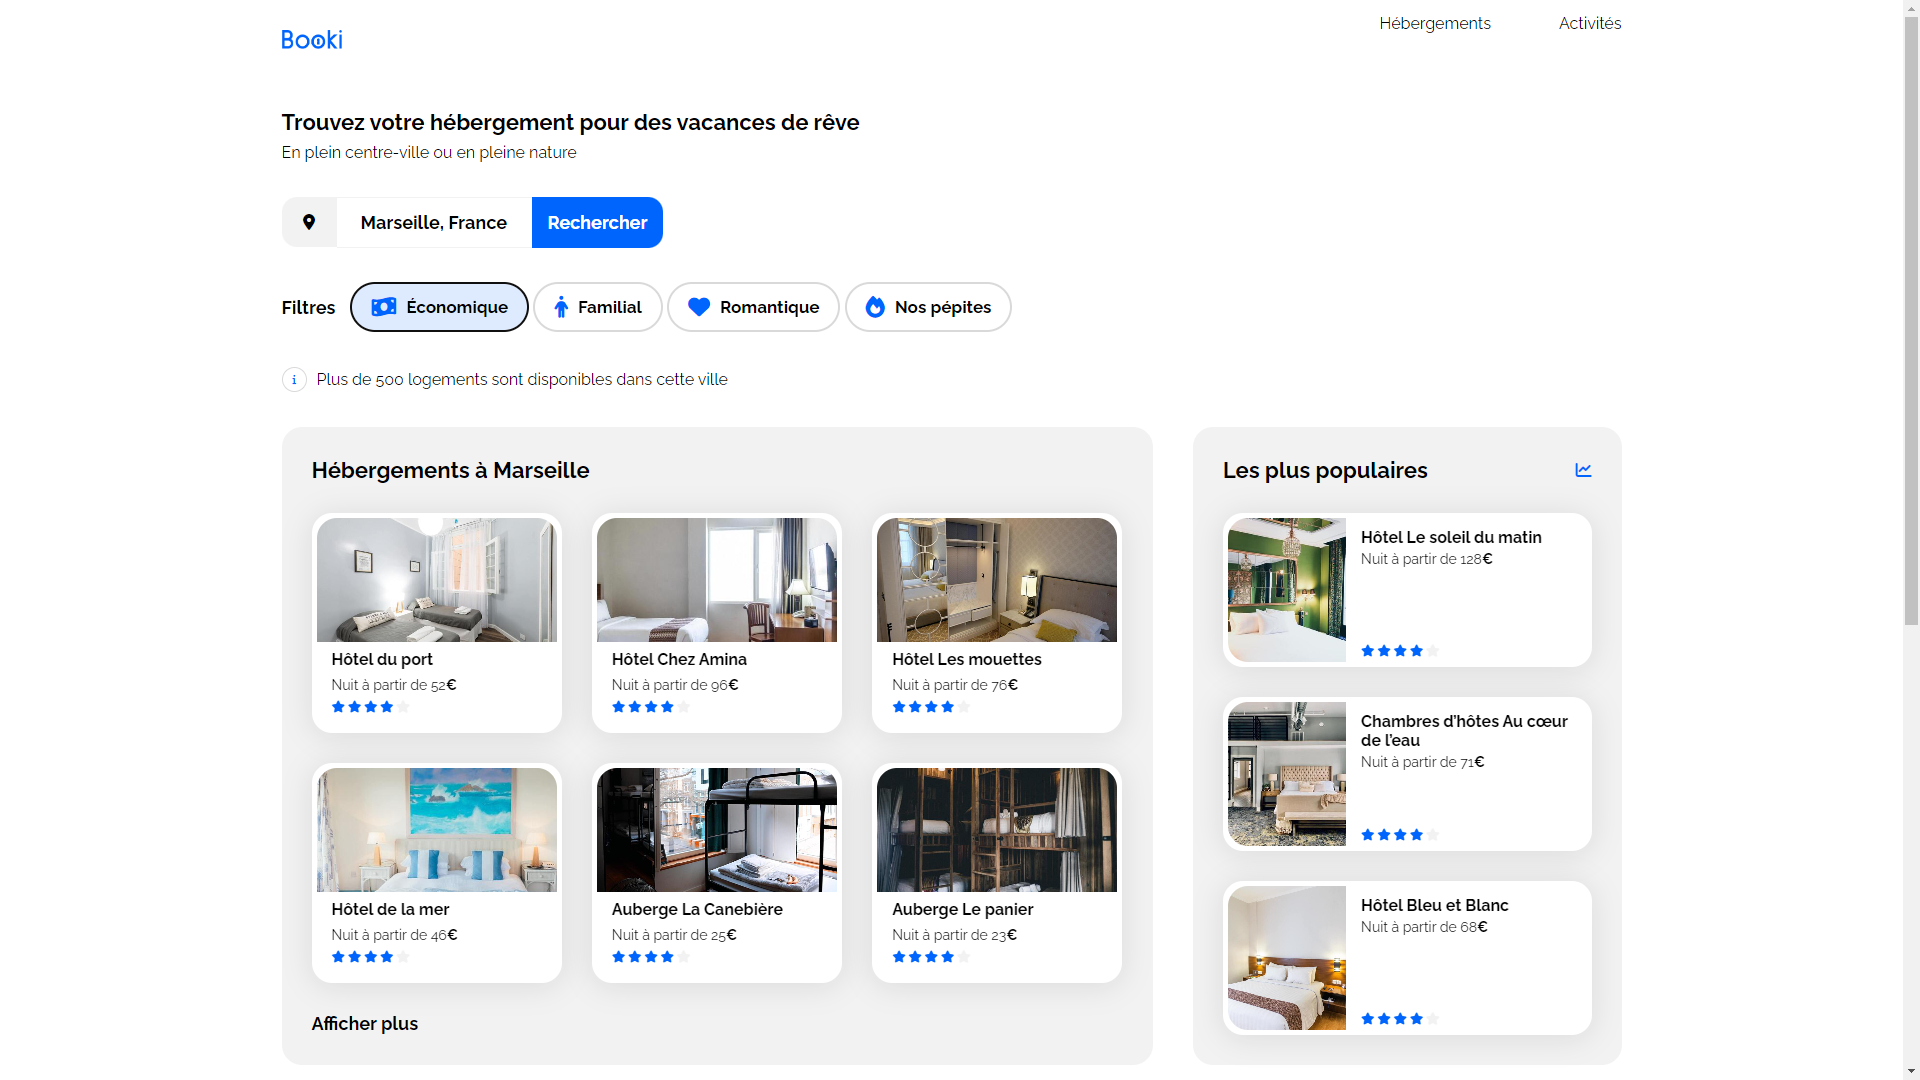 Booki
Hébergements
Activités
Trouvez votre hébergement pour des vacances de rêve
En plein centre-ville ou en pleine nature
Marseille, France
Rechercher
Filtres
Économique
Familial
Romantique
Nos pépites
i
Plus de 500 logements sont disponibles dans cette ville
Hébergements à Marseille
Hôtel du port
Nuit à partir de 52€
Hôtel Chez Amina
Nuit à partir de 96€
Hôtel Les mouettes
Nuit à partir de 76€
Hôtel de la mer
Nuit à partir de 46€
Auberge La Canebière
Nuit à partir de 25€
Auberge Le panier
Nuit à partir de 23€
Afficher plus
Les plus populaires
Hôtel Le soleil du matin
Nuit à partir de 128€
Chambres d'hôtes Au cœur
de l'eau
Nuit à partir de 71€
Hôtel Bleu et Blanc
Nuit à partir de 68€